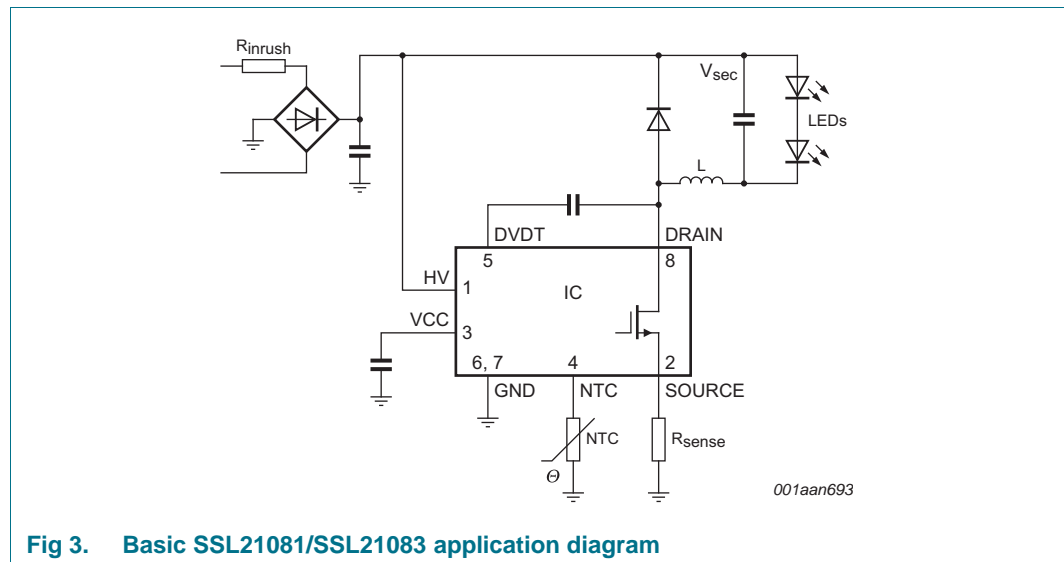 Rinrush
Vsec
LEDs
L
DVDT
DRAIN
5
8
HV
1
IC
VCC
3
6, 7
4
2
GND
NTC
SOURCE
NTC
Rsense
Θ
001aan693
Fig 3. Basic SSL21081/SSL21083 application diagram